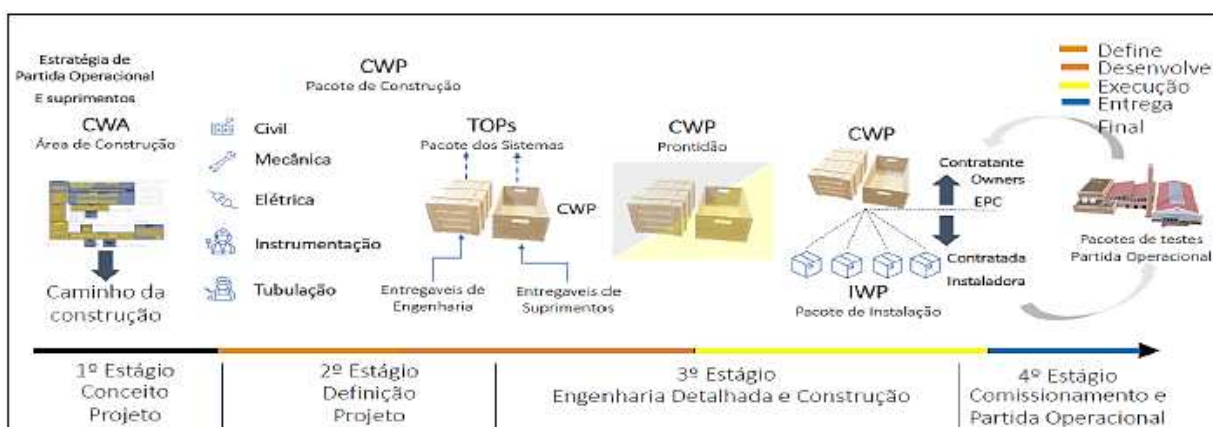 Estratégia de
Partida Operacional
E suprimentos
CWA
Área de Construção
Caminho da
construção
CWP
Pacote de Construção
Civil
Mecânica
Elétrica
Instrumentação
Tubulação
TOPs
Pacote dos Sistemas
CWP
Entregaveis de
Engenharia
Entregaveis de
Suprimentos
CWP
Prontidão
CWP
Contratante
Owners
EPC
Contratada
Instaladora
IWP
Pacote de Instalação
Define
Desenvolve
Execução
Entrega
Final
Pacotes de testes
Partida Operacional
1º Estágio
Conceito
Projeto
2º Estágio
Definição
Projeto
3º Estágio
Engenharia Detalhada e Construção
4º Estágio
Comissionamento e
Partida Operacional